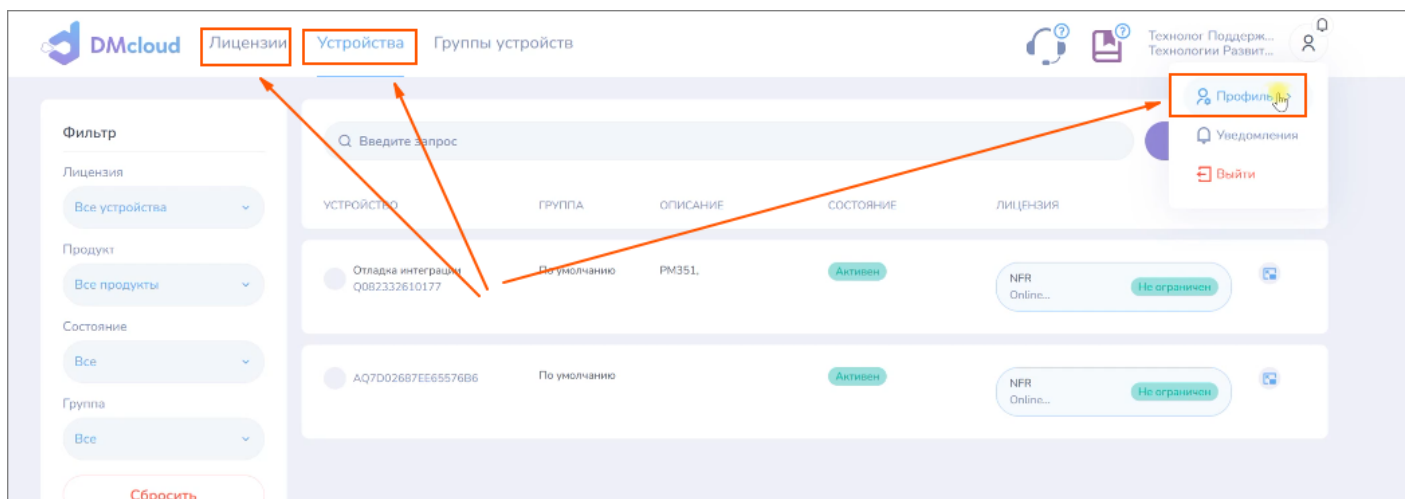 DMcloud Лицензии Устройства Группы устройств
Технолог Поддерж...
Технологии Развит...
Профиль
Уведомления
Выйти
Фильтр
Лицензия
Все устройства
Продукт
Все продукты
Состояние
Все
Группа
Все
Сбросить
Введите запрос
УСТРОЙСТВО ГРУППА ОПИСАНИЕ СОСТОЯНИЕ ЛИЦЕНЗИЯ
Отладка интеграции По умолчанию PM351, Активен
Q082332610177
NFR
Online...
Не ограничен
AQ7D02687EE65576B6 По умолчанию Активен
NFR
Online...
Не ограничен